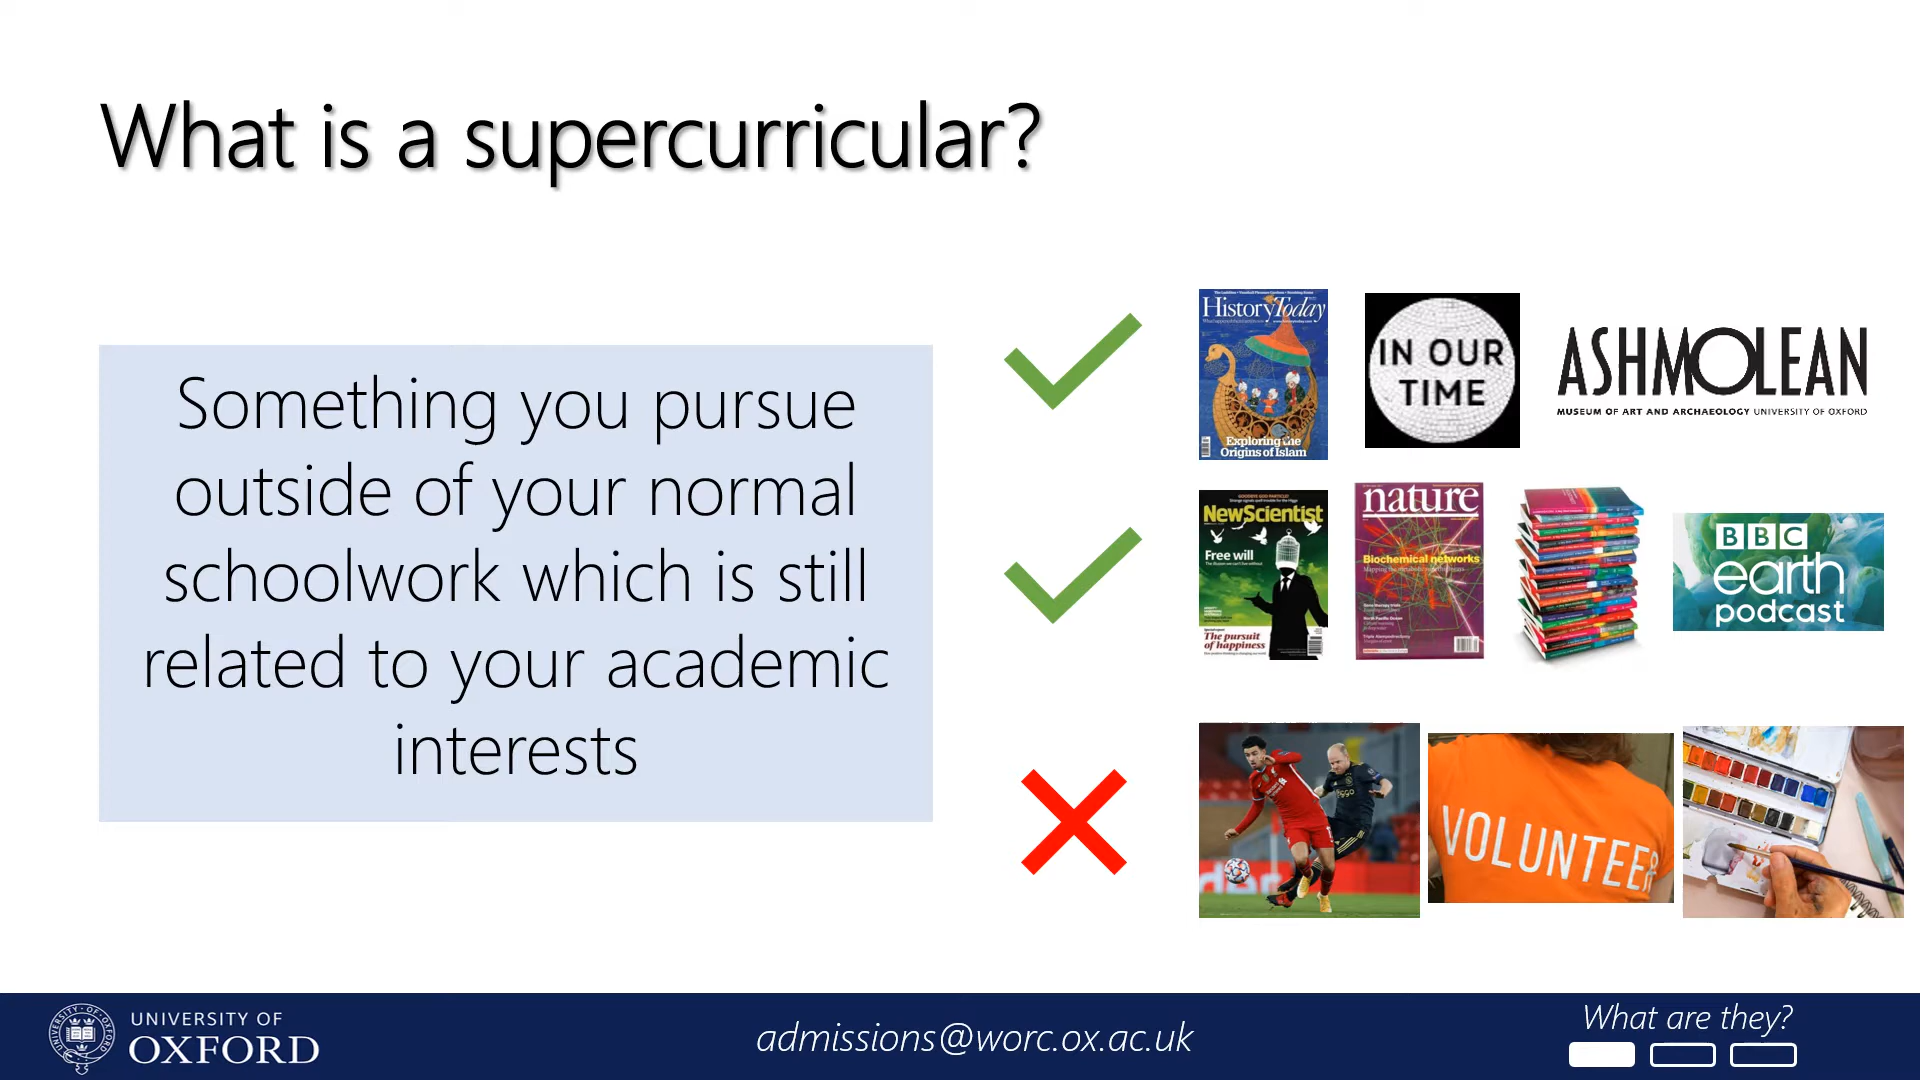 What is a supercurricular?
Something you pursue
outside of your normal
schoolwork which is still
related to your academic
interests
HistoryToday
Exploring the
Origins of Islam
IN OUR
TIME
ASHMOLEAN
MUSEUM OF ART AND ARCHAEOLOGY UNIVERSITY OF OXFORD
NewScientist
Free will
The pursuit
of happiness
nature
Biochemical networks
BBC
earth
podcast
VOLUNTEER
UNIVERSITY OF
OXFORD
admissions@worc.ox.ac.uk
What are they?